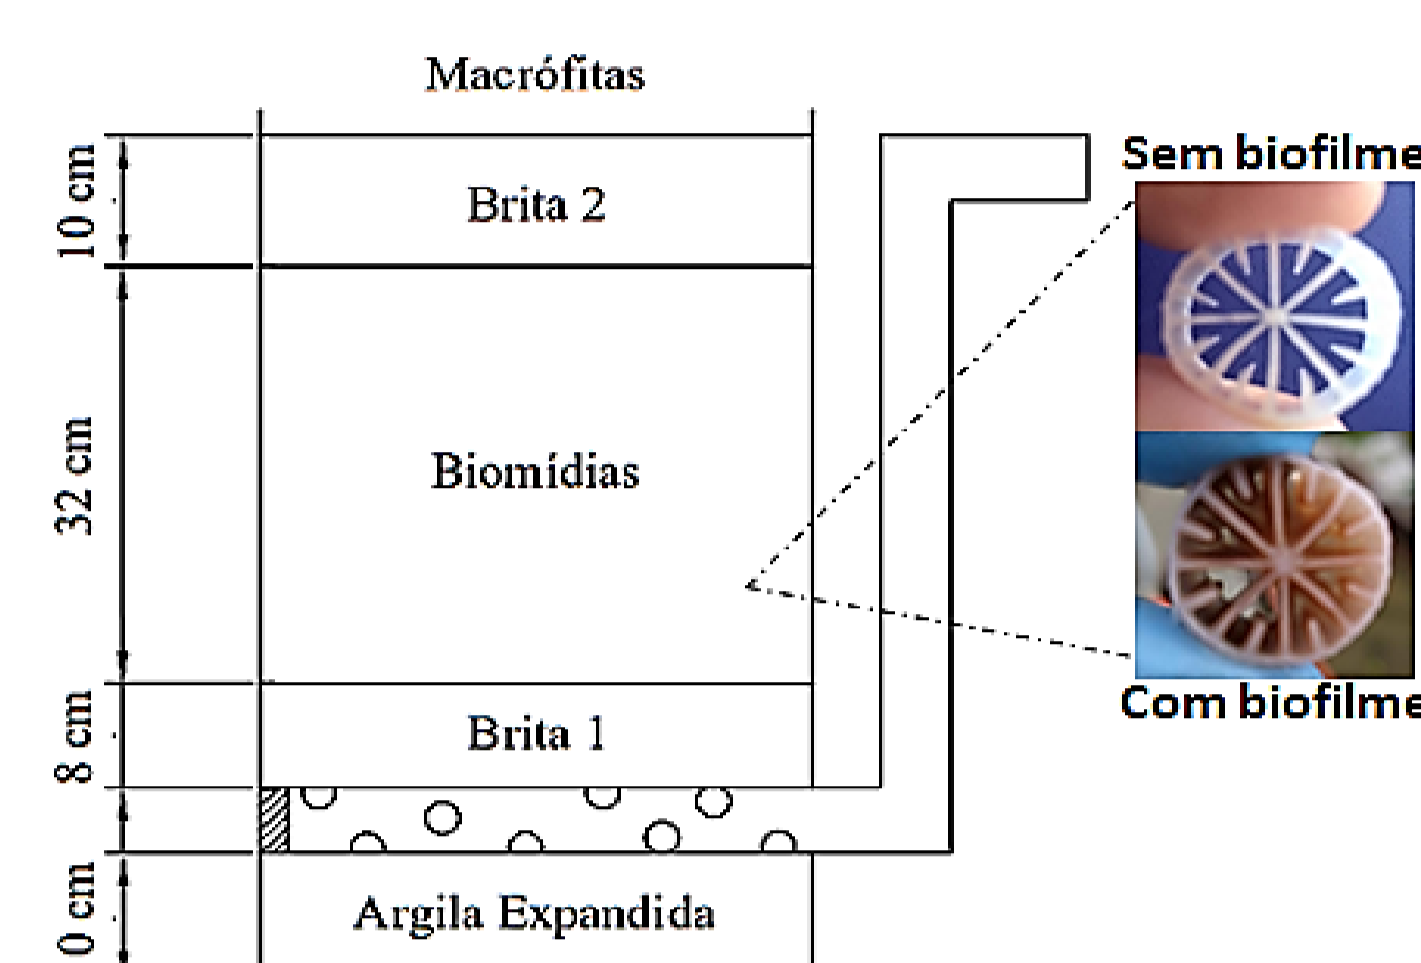 Macrófitas
10 cm
Brita 2
Sem biofilme
32 cm
Biomídias
8 cm
Brita 1
Com biofilme
0 cm
Argila Expandida